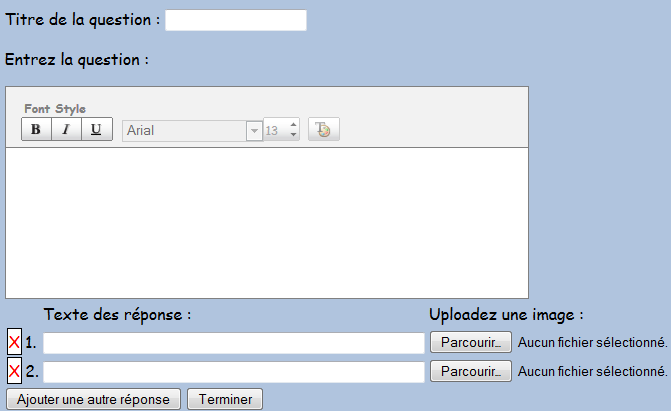 Titre de la question :
Entrez la question :
Font Style
B I U Arial 13 T
Texte des réponse : Uploadez une image :
X 1. Parcourir... Aucun fichier sélectionné.
X 2. Parcourir... Aucun fichier sélectionné.
Ajouter une autre réponse Terminer